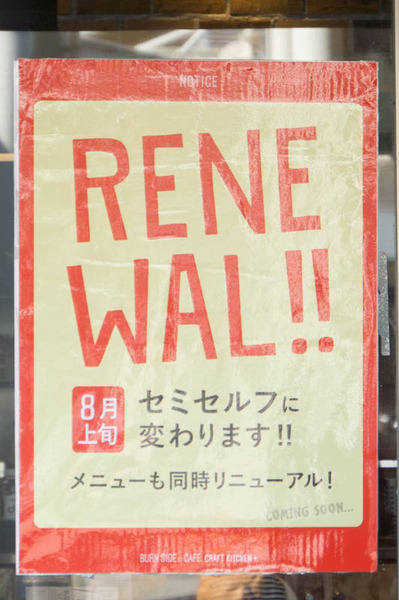 NOTICE
RENE
WAL!!
8月
上旬
セミセルフに
変わります!!
メニューも同時リニューアル!
COMING SOON...
BURN SIDE ST CAFE CRAFT KITCHEN+